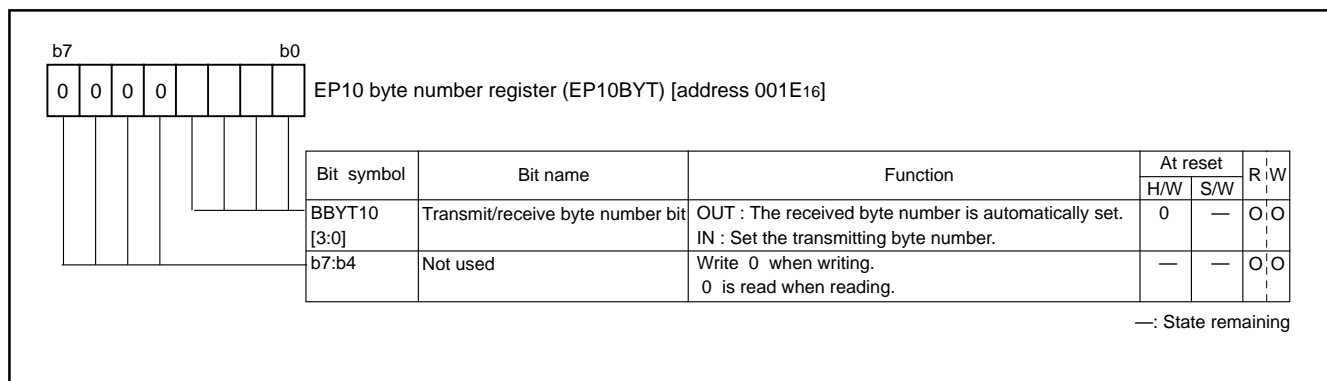 b7 b0
0 0 0 0 EP10 byte number register (EP10BYT) [address 001E16]
Bit symbol Bit name Function At reset R W
H/W S/W
BBYT10 Transmit/receive byte number bit OUT : The received byte number is automatically set. 0 — O O
[3:0] IN : Set the transmitting byte number.
b7:b4 Not used Write 0 when writing. — — O O
0 is read when reading.
—: State remaining